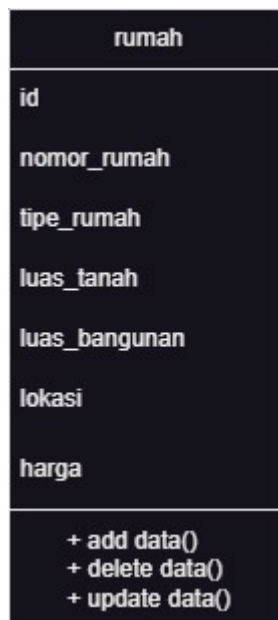 rumah
id
nomor_rumah
tipe_rumah
luas_tanah
luas_bangunan
lokasi
harga
+ add data()
+ delete data()
+ update data()